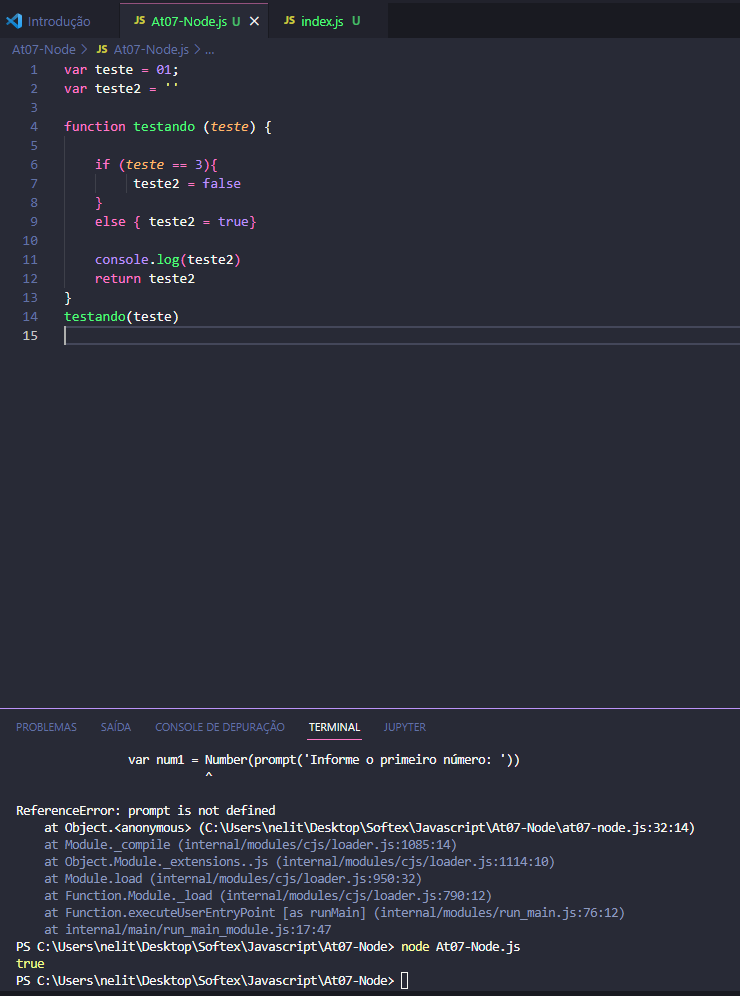 Introdução JS At07-Node.js U × JS index.js U
At07-Node > JS At07-Node.js > ...
1 var teste = 01;
2 var teste2 = ''
3
4 function testando (teste) {
5
6 if (teste == 3){
7 teste2 = false
8 }
9 else { teste2 = true}
10
11 console.log(teste2)
12 return teste2
13 }
14 testando(teste)
15
PROBLEMAS SAÍDA CONSOLE DE DEPURAÇÃO TERMINAL JUPYTER
var num1 = Number(prompt('Informe o primeiro número: '))
^
ReferenceError: prompt is not defined
at Object.<anonymous> (C:\Users\nelit\Desktop\Softex\Javascript\At07-Node\at07-node.js:32:14)
at Module._compile (internal/modules/cjs/loader.js:1085:14)
at Object.Module._extensions..js (internal/modules/cjs/loader.js:1114:10)
at Module.load (internal/modules/cjs/loader.js:950:32)
at Function.Module._load (internal/modules/cjs/loader.js:790:12)
at Function.executeUserEntryPoint [as runMain] (internal/modules/run_main.js:76:12)
at internal/main/run_main_module.js:17:47
PS C:\Users\nelit\Desktop\Softex\Javascript\At07-Node> node At07-Node.js
true
PS C:\Users\nelit\Desktop\Softex\Javascript\At07-Node>